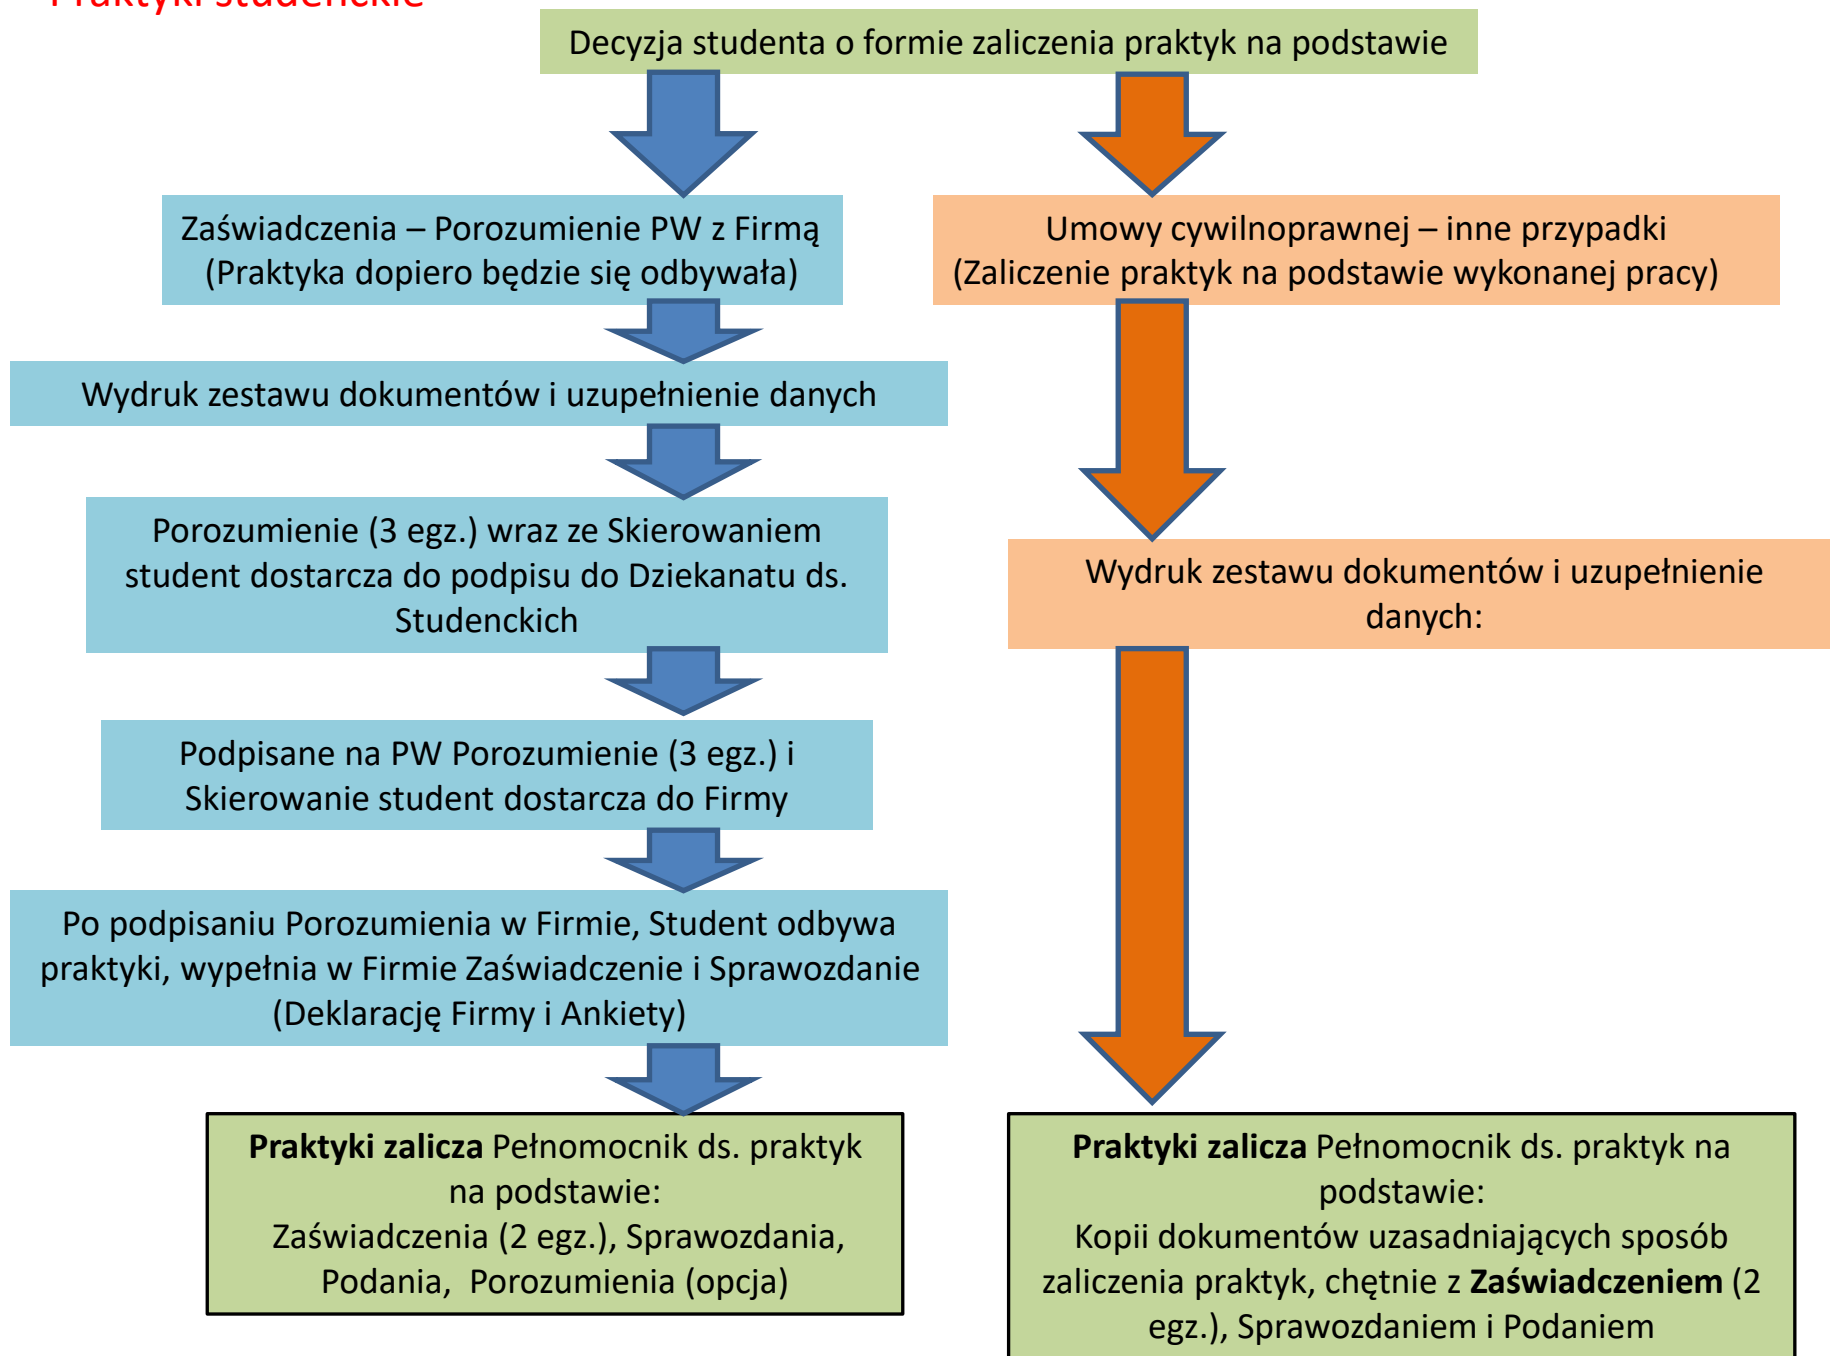 Praktyki studenckie
Decyzja studenta o formie zaliczenia praktyk na podstawie
Zaświadczenia – Porozumienie PW z Firmą
(Praktyka dopiero będzie się odbywała)
Umowy cywilnoprawnej – inne przypadki
(Zaliczenie praktyk na podstawie wykonanej pracy)
Wydruk zestawu dokumentów i uzupełnienie danych
Porozumienie (3 egz.) wraz ze Skierowaniem
student dostarcza do podpisu do Dziekanatu ds.
Studenckich
Wydruk zestawu dokumentów i uzupełnienie
danych:
Podpisane na PW Porozumienie (3 egz.) i
Skierowanie student dostarcza do Firmy
Po podpisaniu Porozumienia w Firmie, Student odbywa
praktyki, wypełnia w Firmie Zaświadczenie i Sprawozdanie
(Deklarację Firmy i Ankiety)
Praktyki zalicza Pełnomocnik ds. praktyk
na podstawie:
Zaświadczenia (2 egz.), Sprawozdania,
Podania, Porozumienia (opcja)
Praktyki zalicza Pełnomocnik ds. praktyk na
podstawie:
Kopii dokumentów uzasadniających sposób
zaliczenia praktyk, chętnie z Zaświadczeniem (2
egz.), Sprawozdaniem i Podaniem